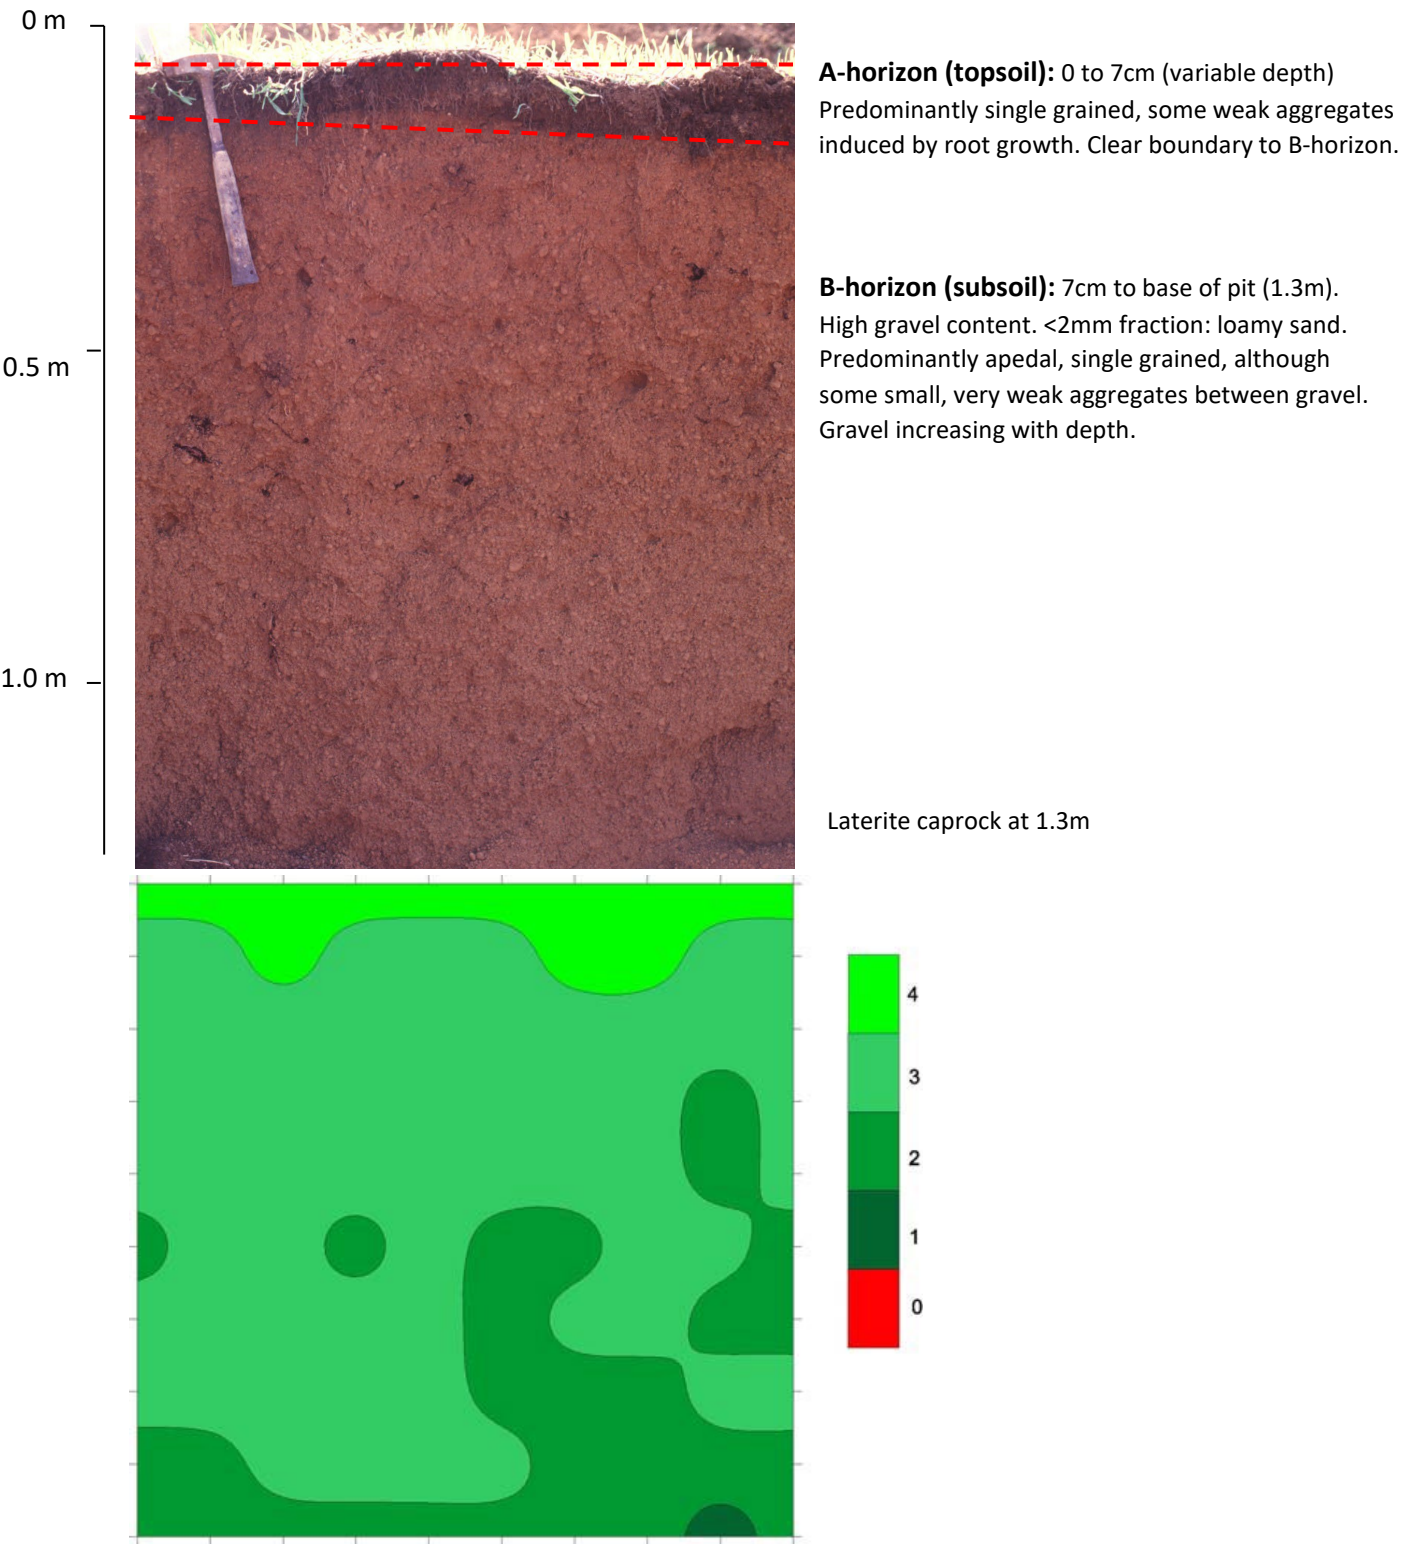 0 m
A-horizon (topsoil): 0 to 7cm (variable depth)
Predominantly single grained, some weak aggregates
induced by root growth. Clear boundary to B-horizon.
B-horizon (subsoil): 7cm to base of pit (1.3m).
High gravel content. <2mm fraction: loamy sand.
0.5 m
Predominantly apedal, single grained, although
some small, very weak aggregates between gravel.
Gravel increasing with depth.
1.0 m
Laterite caprock at 1.3m
4
3
2
1
0